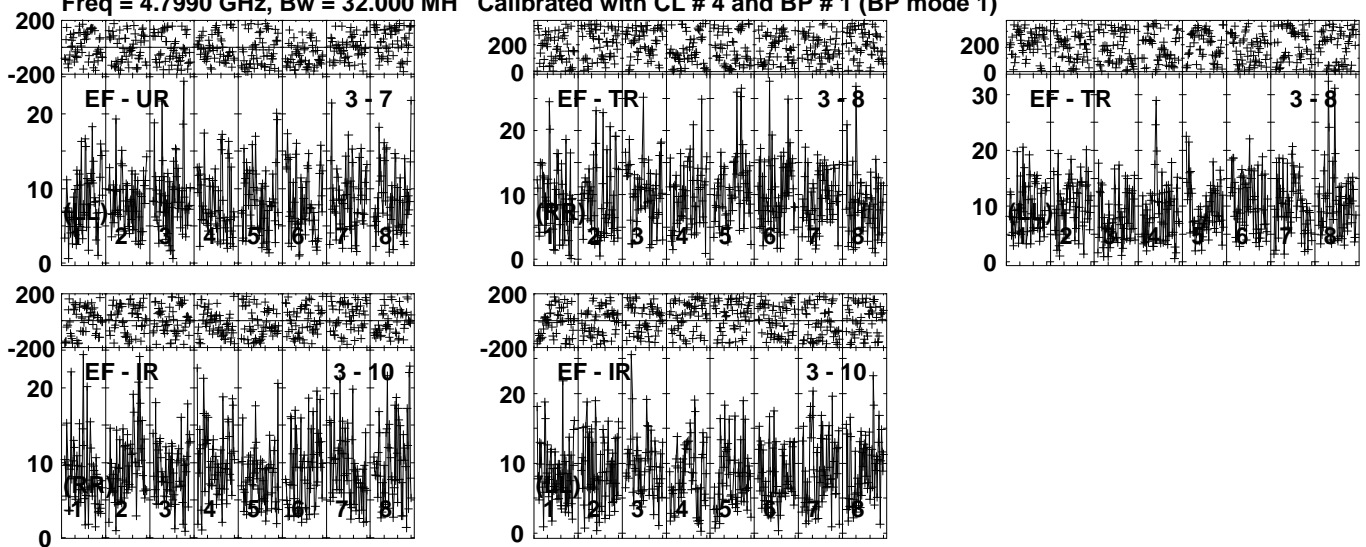 Freq = 4.7990 GHz, Bw = 32.000 MH Calibrated with CL # 4 and BP # 1 (BP mode 1)
200
-200
EF - UR 3 - 7
20
10
(LL)
1 2 3 4 5 6 7 8
0
200
0
EF - TR 3 - 8
20
10
(RR)
1 2 3 4 5 6 7 8
0
200
0
EF - TR 3 - 8
30
20
10
(LL)
1 2 3 4 5 6 7 8
0
200
-200
EF - IR 3 - 10
20
10
(RR)
1 2 3 4 5 6 7 8
0
200
-200
EF - IR 3 - 10
20
10
(LL)
1 2 3 4 5 6 7 8
0